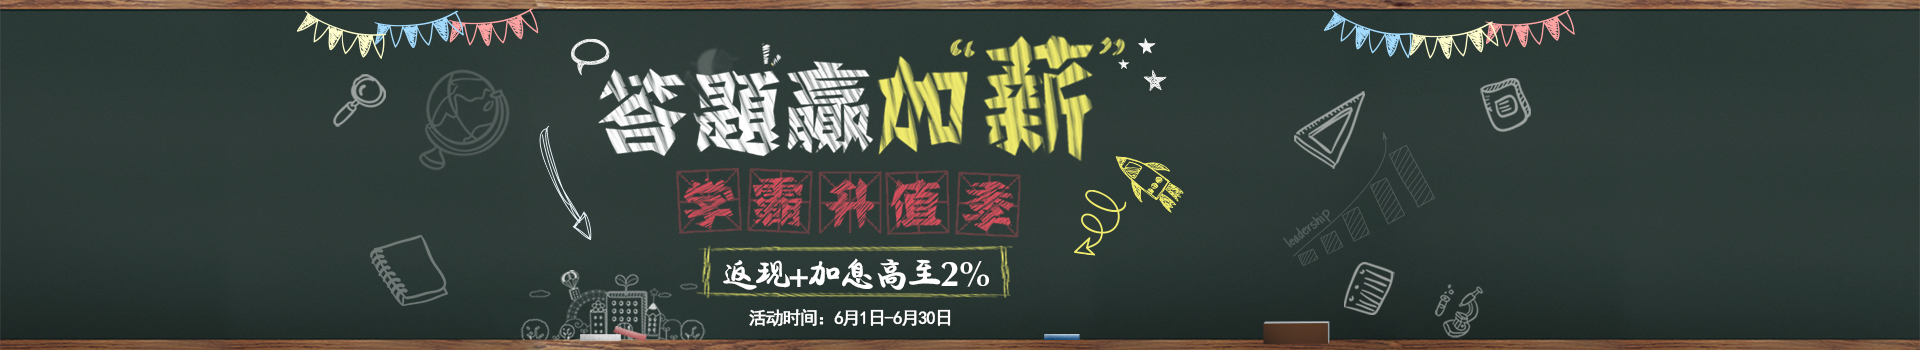 答题赢加“薪”
学霸升值季
返现+加息高至2%
活动时间：6月1日-6月30日
leadership